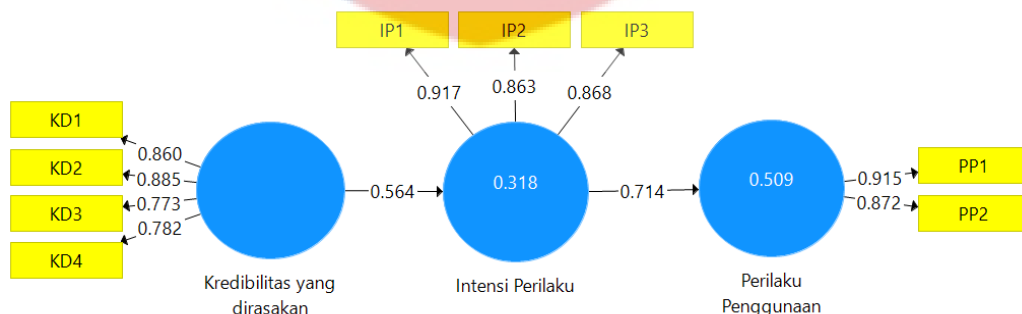 IP1
IP2
IP3
0.917
0.863
0.868
KD1
KD2
KD3
KD4
0.860
0.885
0.773
0.782
0.564
0.318
0.714
0.509
0.915
0.872
PP1
PP2
Kredibilitas yang
dirasakan
Intensi Perilaku
Perilaku
Penggunaan